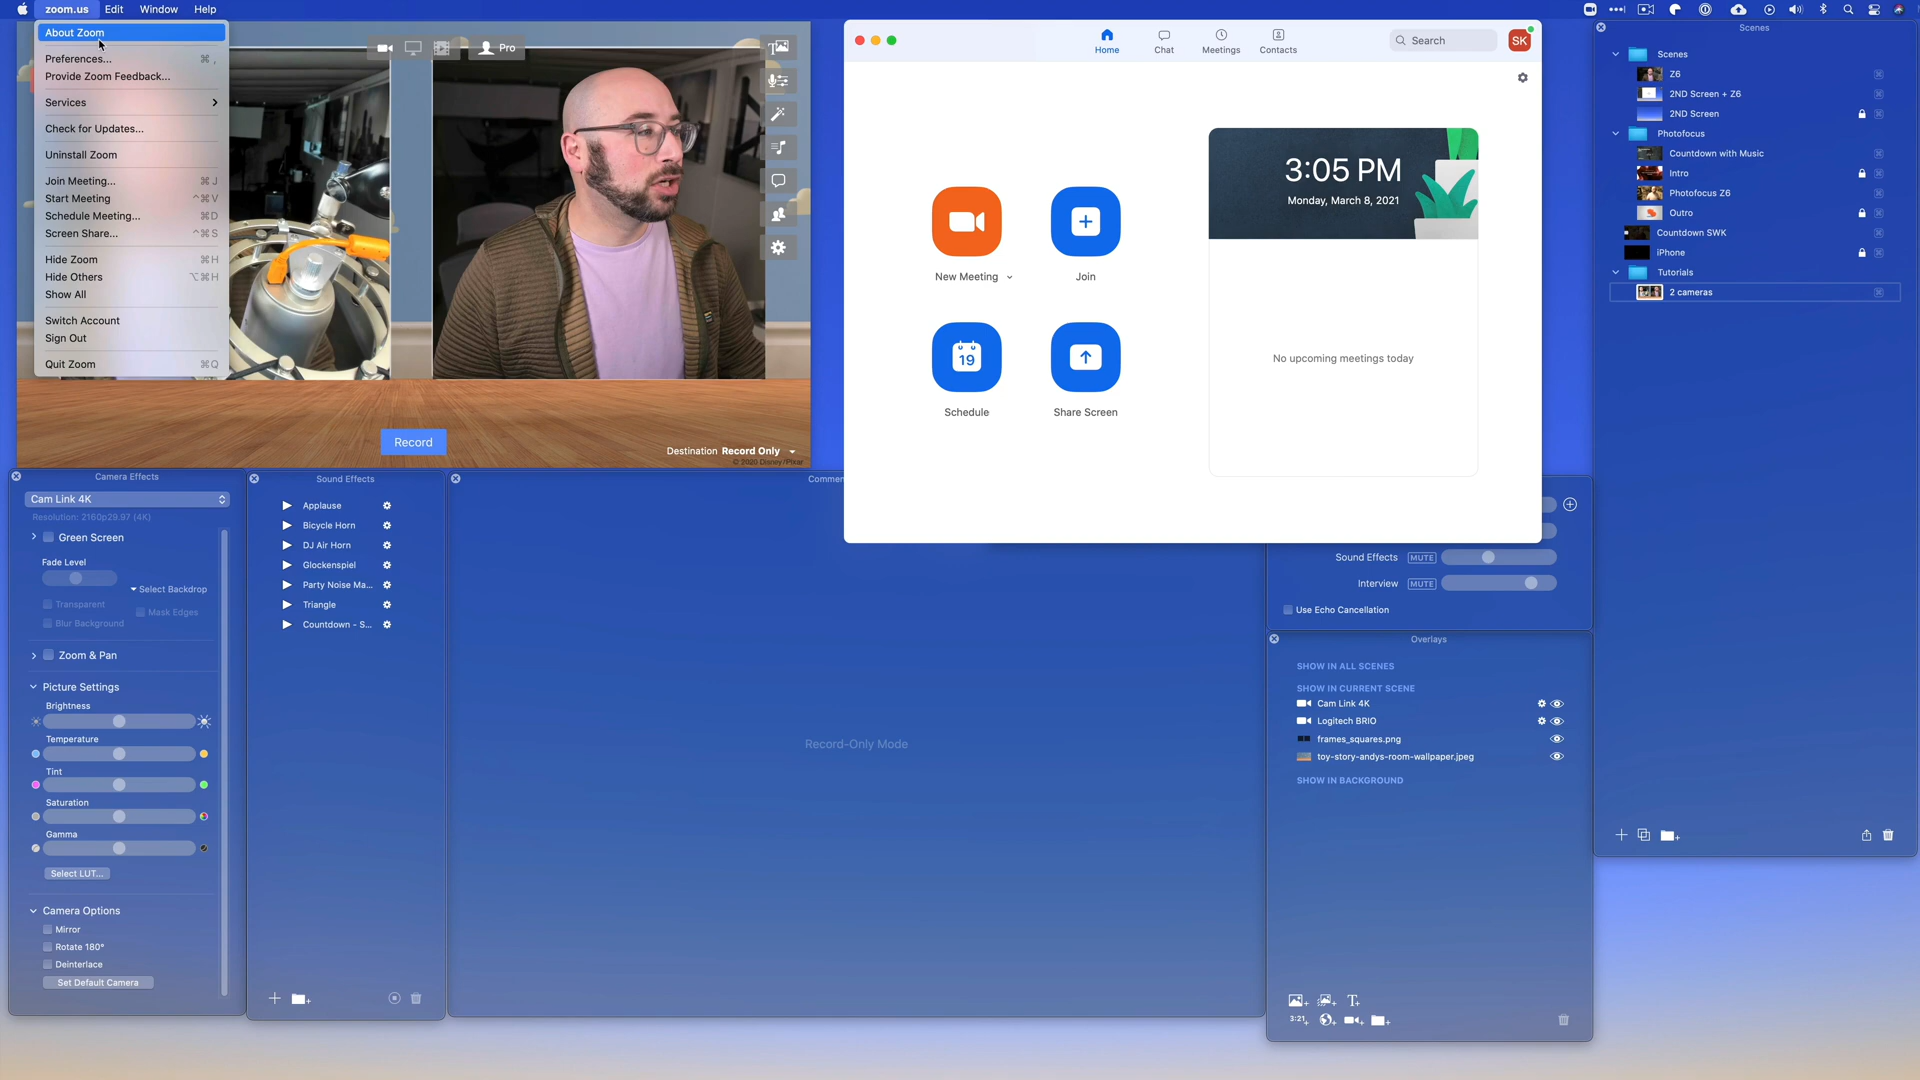 zoom.us Edit Window Help
About Zoom
Preferences... ⌘ ,
Provide Zoom Feedback...
Services
Check for Updates...
Uninstall Zoom
Join Meeting... ⌘ J
Start Meeting ^⌘ V
Schedule Meeting... ⌘D
Screen Share... ^⌘ S
Hide Zoom ⌘H
Hide Others ⌥⌘H
Show All
Switch Account
Sign Out
Quit Zoom ⌘Q
Pro
Record
Destination Record Only
© 2020 Disney/Pixar
Home Chat Meetings Contacts
Search
SK
New Meeting
Join
19
Schedule
Share Screen
3:05 PM
Monday, March 8, 2021
No upcoming meetings today
Scenes
Scenes
Z6
2ND Screen + Z6
2ND Screen
Photofocus
Countdown with Music
Intro
Photofocus Z6
Outro
Countdown SWK
iPhone
Tutorials
2 cameras
Camera Effects
Cam Link 4K
Resolution: 2160p29.97 (4K)
Green Screen
Fade Level
Select Backdrop
Transparent
Mask Edges
Blur Background
Zoom & Pan
Picture Settings
Brightness
Temperature
Tint
Saturation
Gamma
Select LUT...
Camera Options
Mirror
Rotate 180°
Deinterlace
Set Default Camera
Sound Effects
Applause
Bicycle Horn
DJ Air Horn
Glockenspiel
Party Noise Ma...
Triangle
Countdown - S...
Commen
Record-Only Mode
Sound Effects MUTE
Interview MUTE
Use Echo Cancellation
Overlays
SHOW IN ALL SCENES
SHOW IN CURRENT SCENE
Cam Link 4K
Logitech BRIO
frames_squares.png
toy-story-andys-room-wallpaper.jpeg
SHOW IN BACKGROUND
3:21+